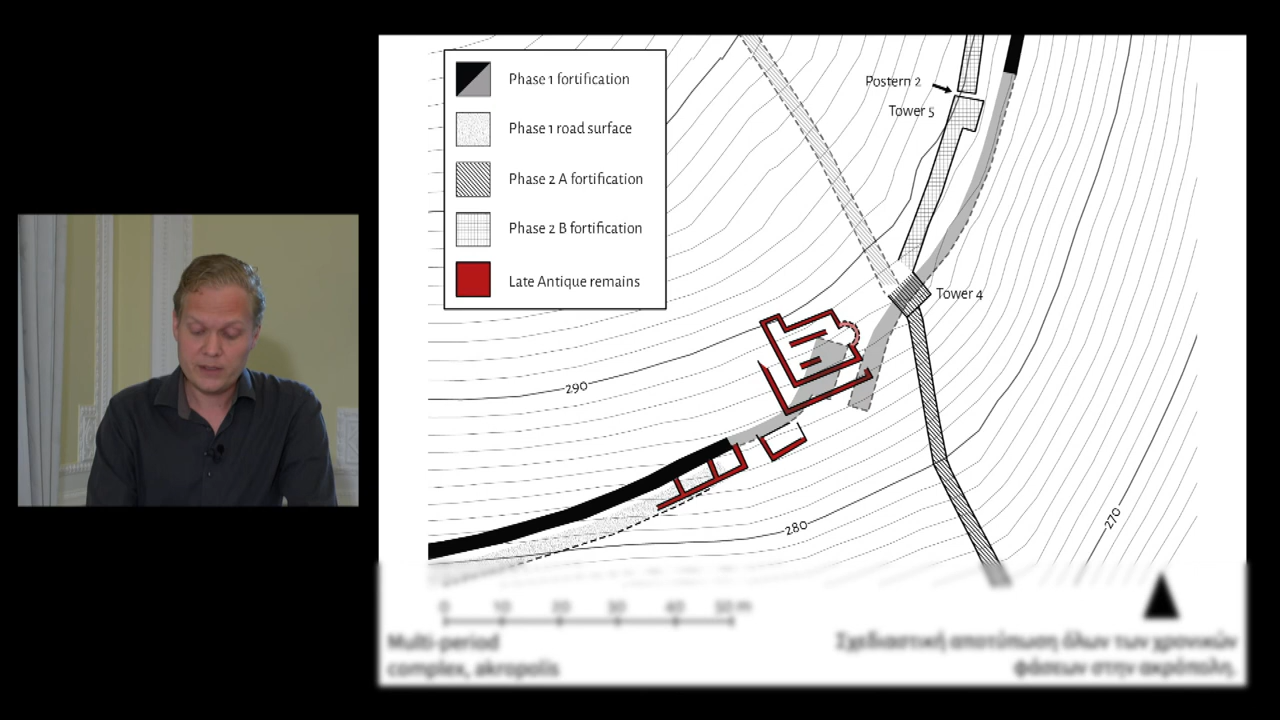 Phase 1 fortification
Phase 1 road surface
Phase 2 A fortification
Phase 2 B fortification
Late Antique remains
Postern 2
Tower 5
Tower 4
290
280
270
0 10 20 30 40 50 m
Multi-period
complex, akropolis
Σχεδιαστική αποτύπωση όλων των χρονικών
φάσεων στην ακρόπολη.